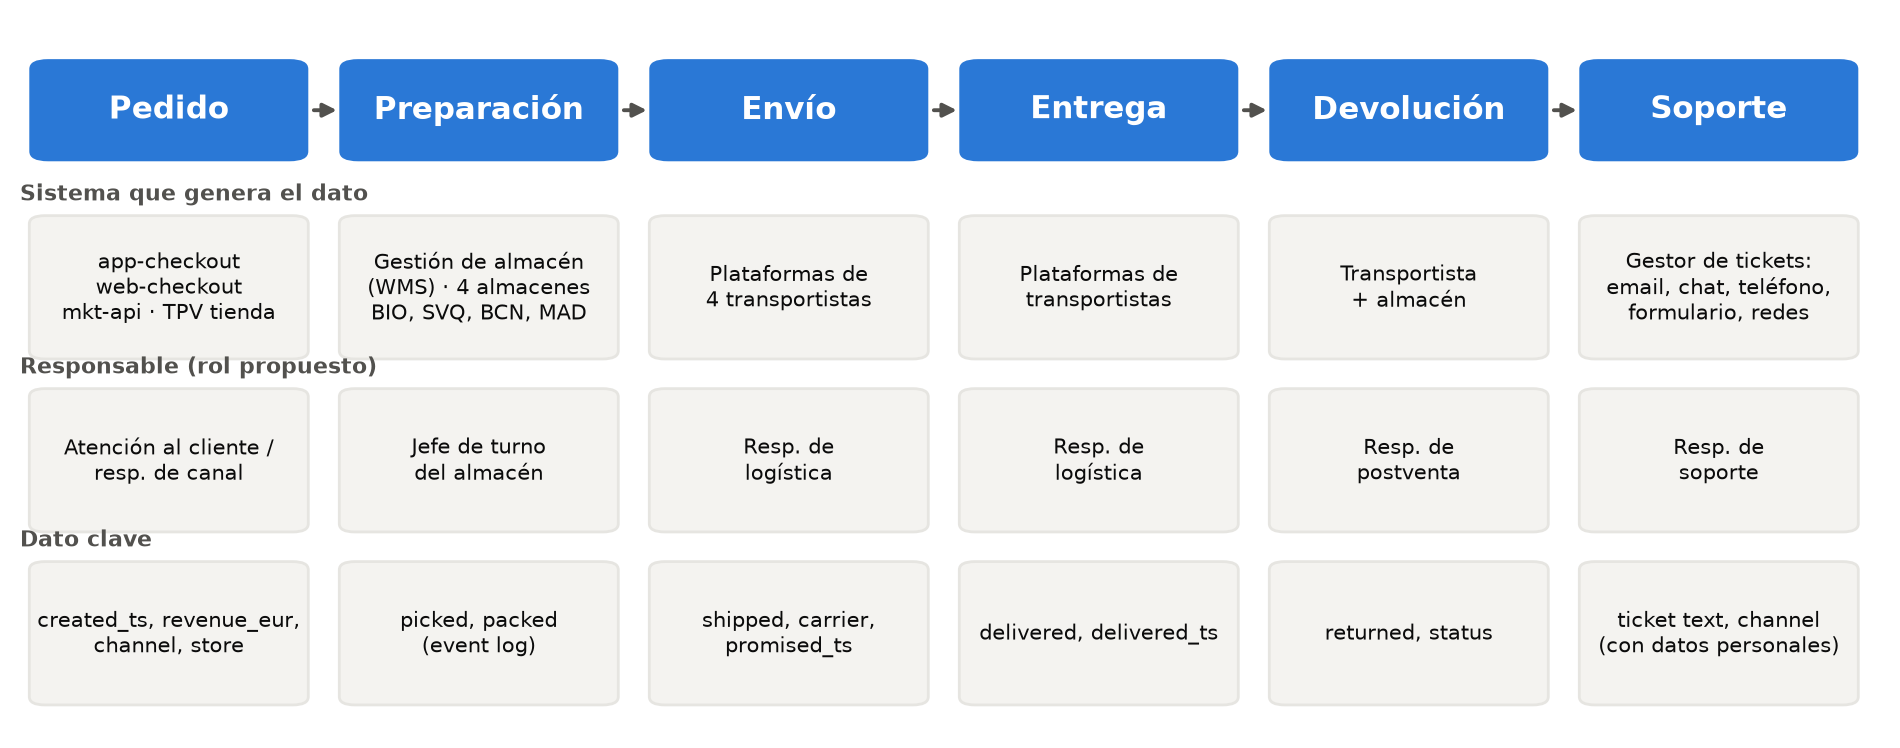 Pedido
Preparación
Envío
Entrega
Devolución
Soporte
Sistema que genera el dato
app-checkout
web-checkout
mkt-api · TPV tienda
Gestión de almacén
(WMS) · 4 almacenes
BIO, SVQ, BCN, MAD
Plataformas de
4 transportistas
Plataformas de
transportistas
Transportista
+ almacén
Gestor de tickets:
email, chat, teléfono,
formulario, redes
Responsable (rol propuesto)
Atención al cliente /
resp. de canal
Jefe de turno
del almacén
Resp. de
logística
Resp. de
logística
Resp. de
postventa
Resp. de
soporte
Dato clave
created_ts, revenue_eur,
channel, store
picked, packed
(event log)
shipped, carrier,
promised_ts
delivered, delivered_ts
returned, status
ticket text, channel
(con datos personales)